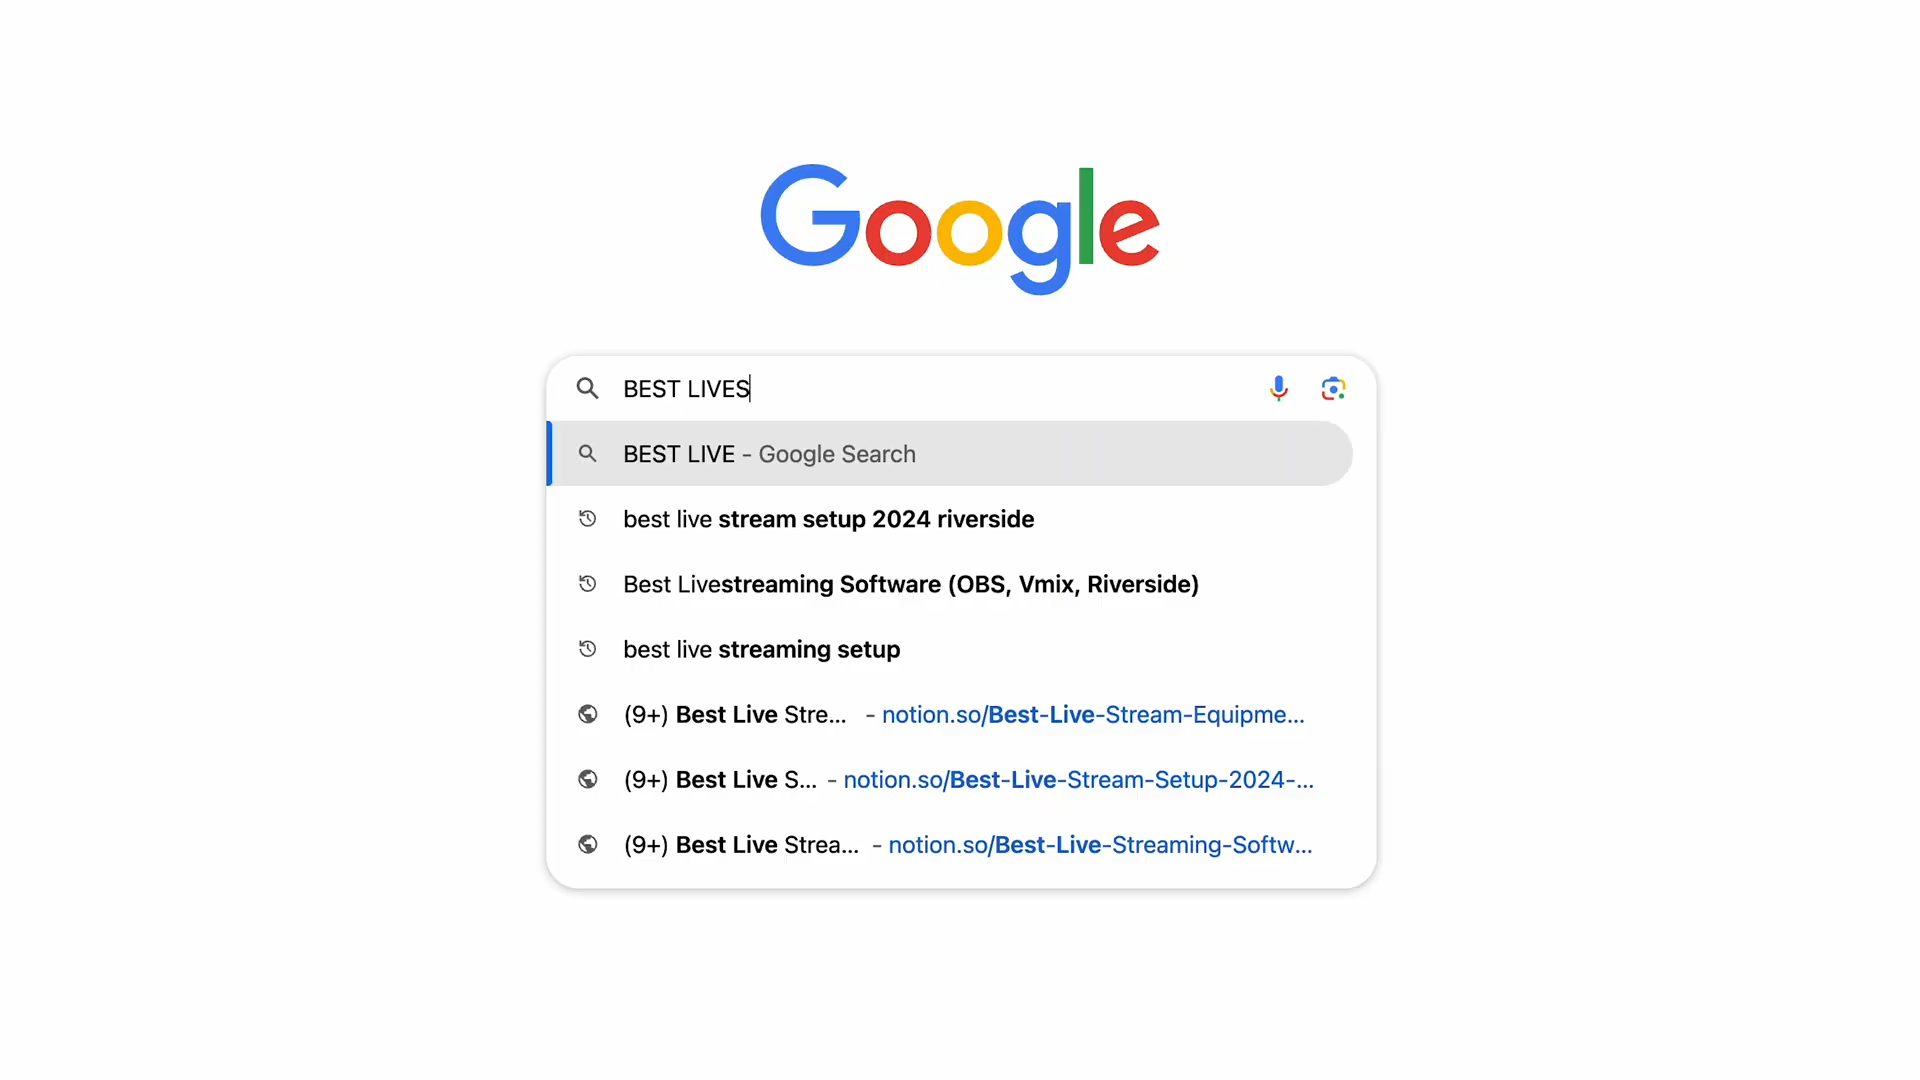 Google
BEST LIVES
BEST LIVE - Google Search
best live stream setup 2024 riverside
Best Livestreaming Software (OBS, Vmix, Riverside)
best live streaming setup
(9+) Best Live Stre... - notion.so/Best-Live-Stream-Equipme...
(9+) Best Live S... - notion.so/Best-Live-Stream-Setup-2024-...
(9+) Best Live Strea... - notion.so/Best-Live-Streaming-Softw...